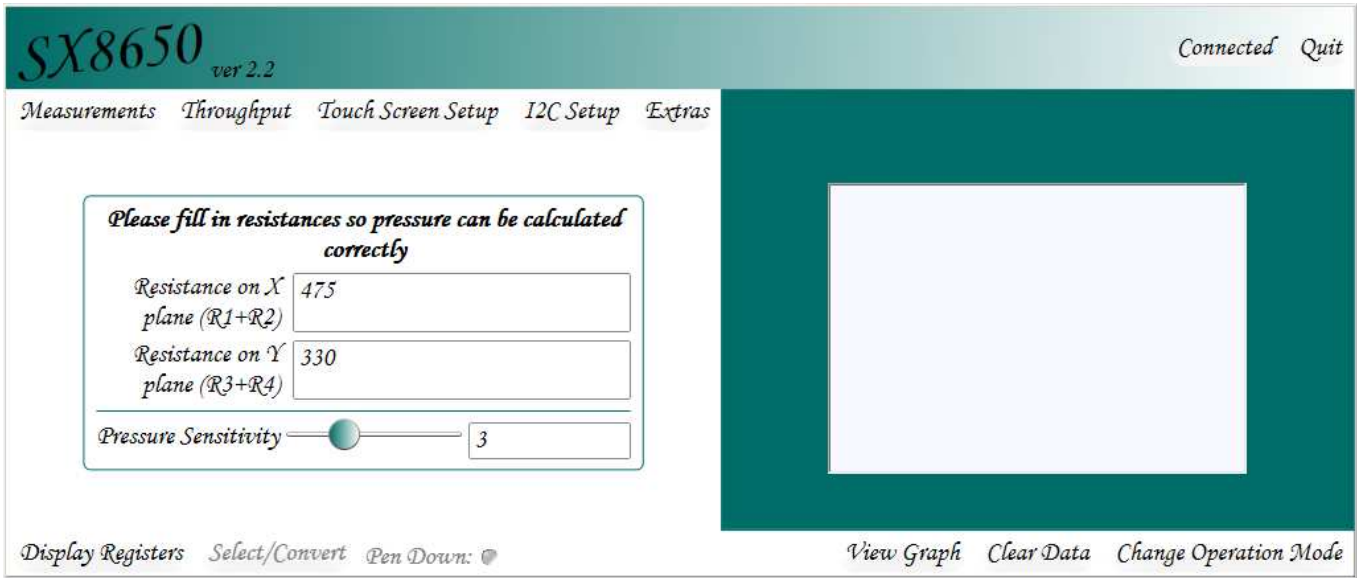 SX8650 ver 2.2
Connected Quit
Measurements Throughput Touch Screen Setup I2C Setup Extras
Please fill in resistances so pressure can be calculated
correctly
Resistance on X 475
plane (R1+R2)
Resistance on Y 330
plane (R3+R4)
Pressure Sensitivity 3
Display Registers Select/Convert Pen Down: View Graph Clear Data Change Operation Mode